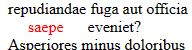 repudiandae fuga aut officia
saepe eveniet?
Asperiores minus doloribus